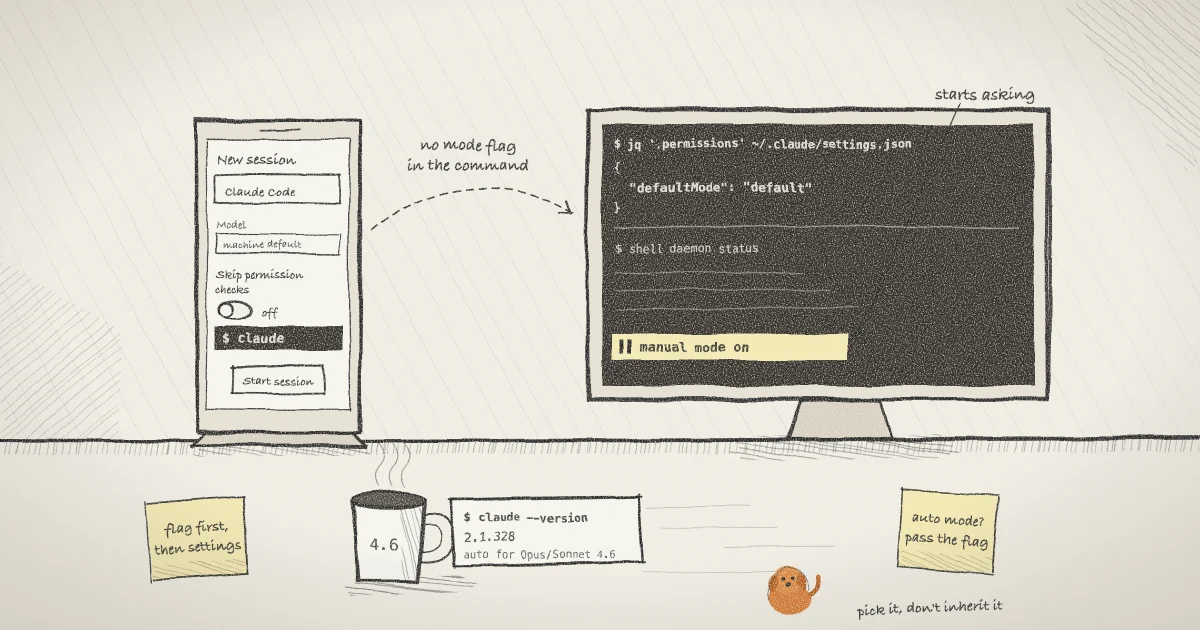 starts asking
New session
Claude Code
Model
machine default
Skip permission
checks
off
$ claude
Start session
no mode flag
in the command
$ jq '.permissions' ~/.claude/settings.json
{
"defaultMode": "default"
}
$ shell daemon status
manual mode on
flag first,
then settings
4.6
$ claude --version
2.1.328
auto for Opus/Sonnet 4.6
auto mode?
pass the flag
pick it, don't inherit it